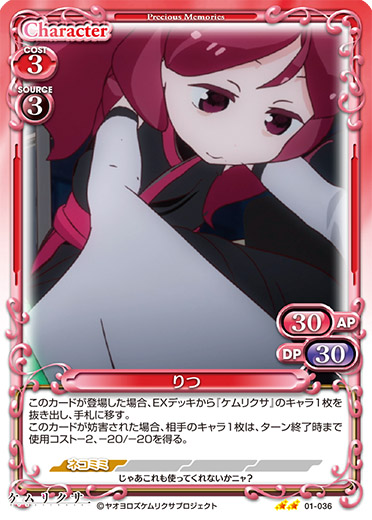 Precious Memories
Character
COST
3
SOURCE
3
30 AP
DP 30
りつ
このカードが登場した場合、EXデッキから『ケムリクサ』のキャラ1枚を
抜き出し、手札に移す。
このカードが妨害された場合、相手のキャラ1枚は、ターン終了時まで
使用コスト-2、-20/-20を得る。
ネコミミ
じゃあこれも使ってくれないかニャ?
ケムリクサ
©ヤオヨロズケムリクサプロジェクト
01-036